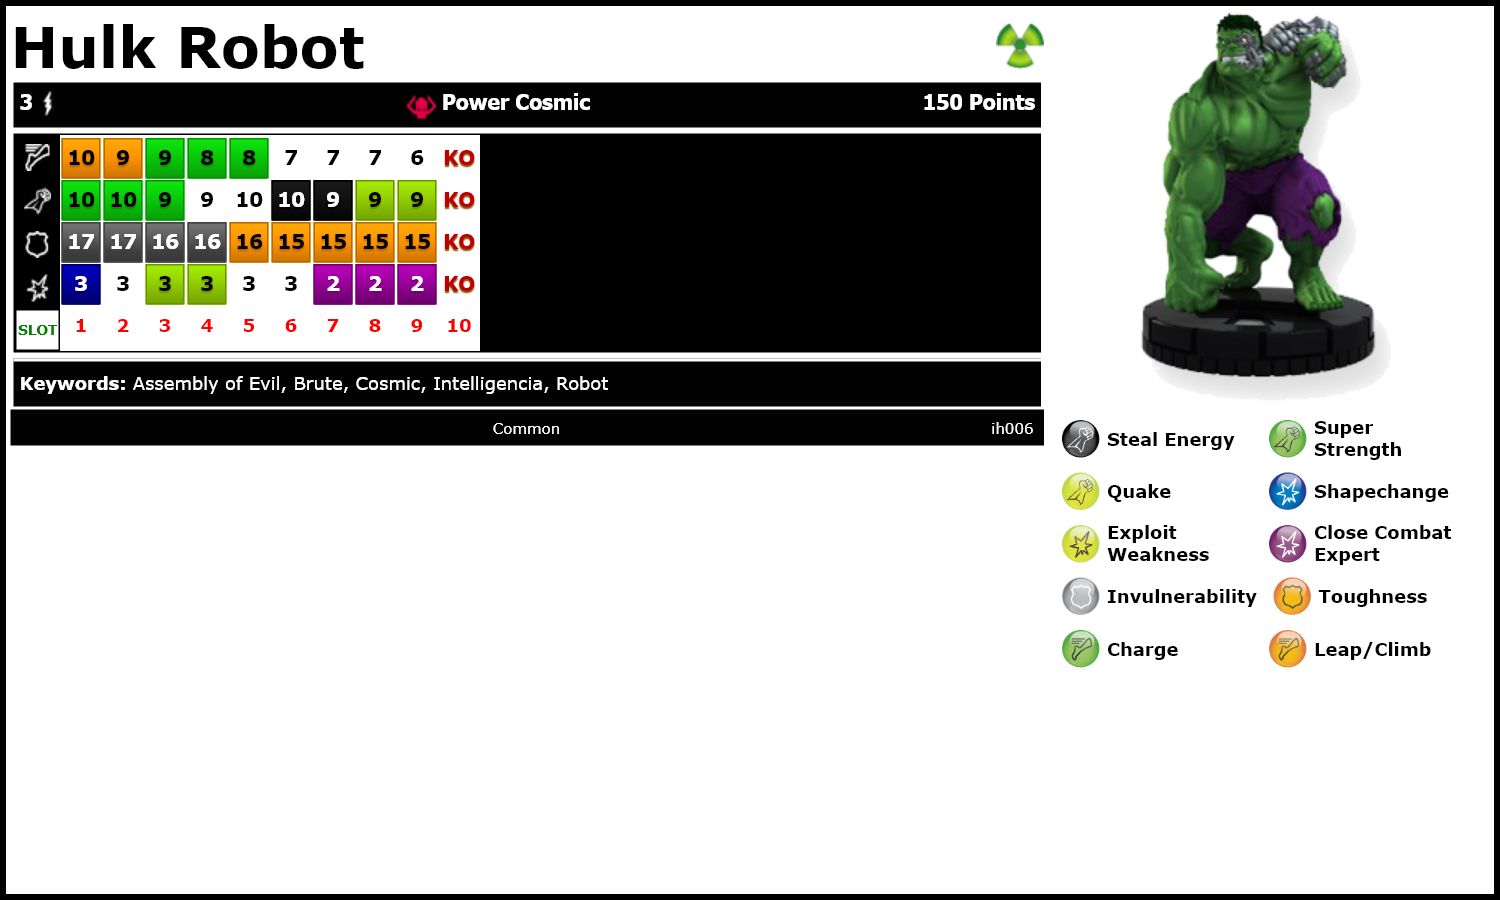 Hulk Robot
3 Power Cosmic 150 Points
10 9 9 8 8 7 7 7 6 KO
10 10 9 9 10 10 9 9 9 KO
17 17 16 16 16 15 15 15 15 KO
3 3 3 3 3 3 2 2 2 KO
SLOT 1 2 3 4 5 6 7 8 9 10
Keywords: Assembly of Evil, Brute, Cosmic, Intelligencia, Robot
Common ih006
Steal Energy
Super
Strength
Quake
Shapechange
Exploit
Weakness
Close Combat
Expert
Invulnerability
Toughness
Charge
Leap/Climb